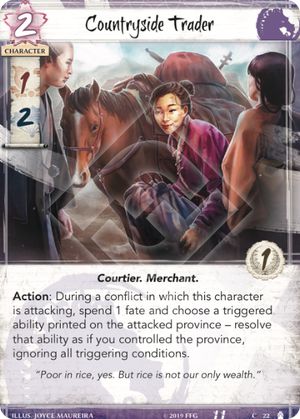 2
Countryside Trader
CHARACTER
1
2
Courtier. Merchant.
1
Action: During a conflict in which this character
is attacking, spend 1 fate and choose a triggered
ability printed on the attacked province – resolve
that ability as if you controlled the province,
ignoring all triggering conditions.
“Poor in rice, yes. But rice is not our only wealth.”
ILLUS. JOYCE MAUREIRA
© 2019 FFG
C
22